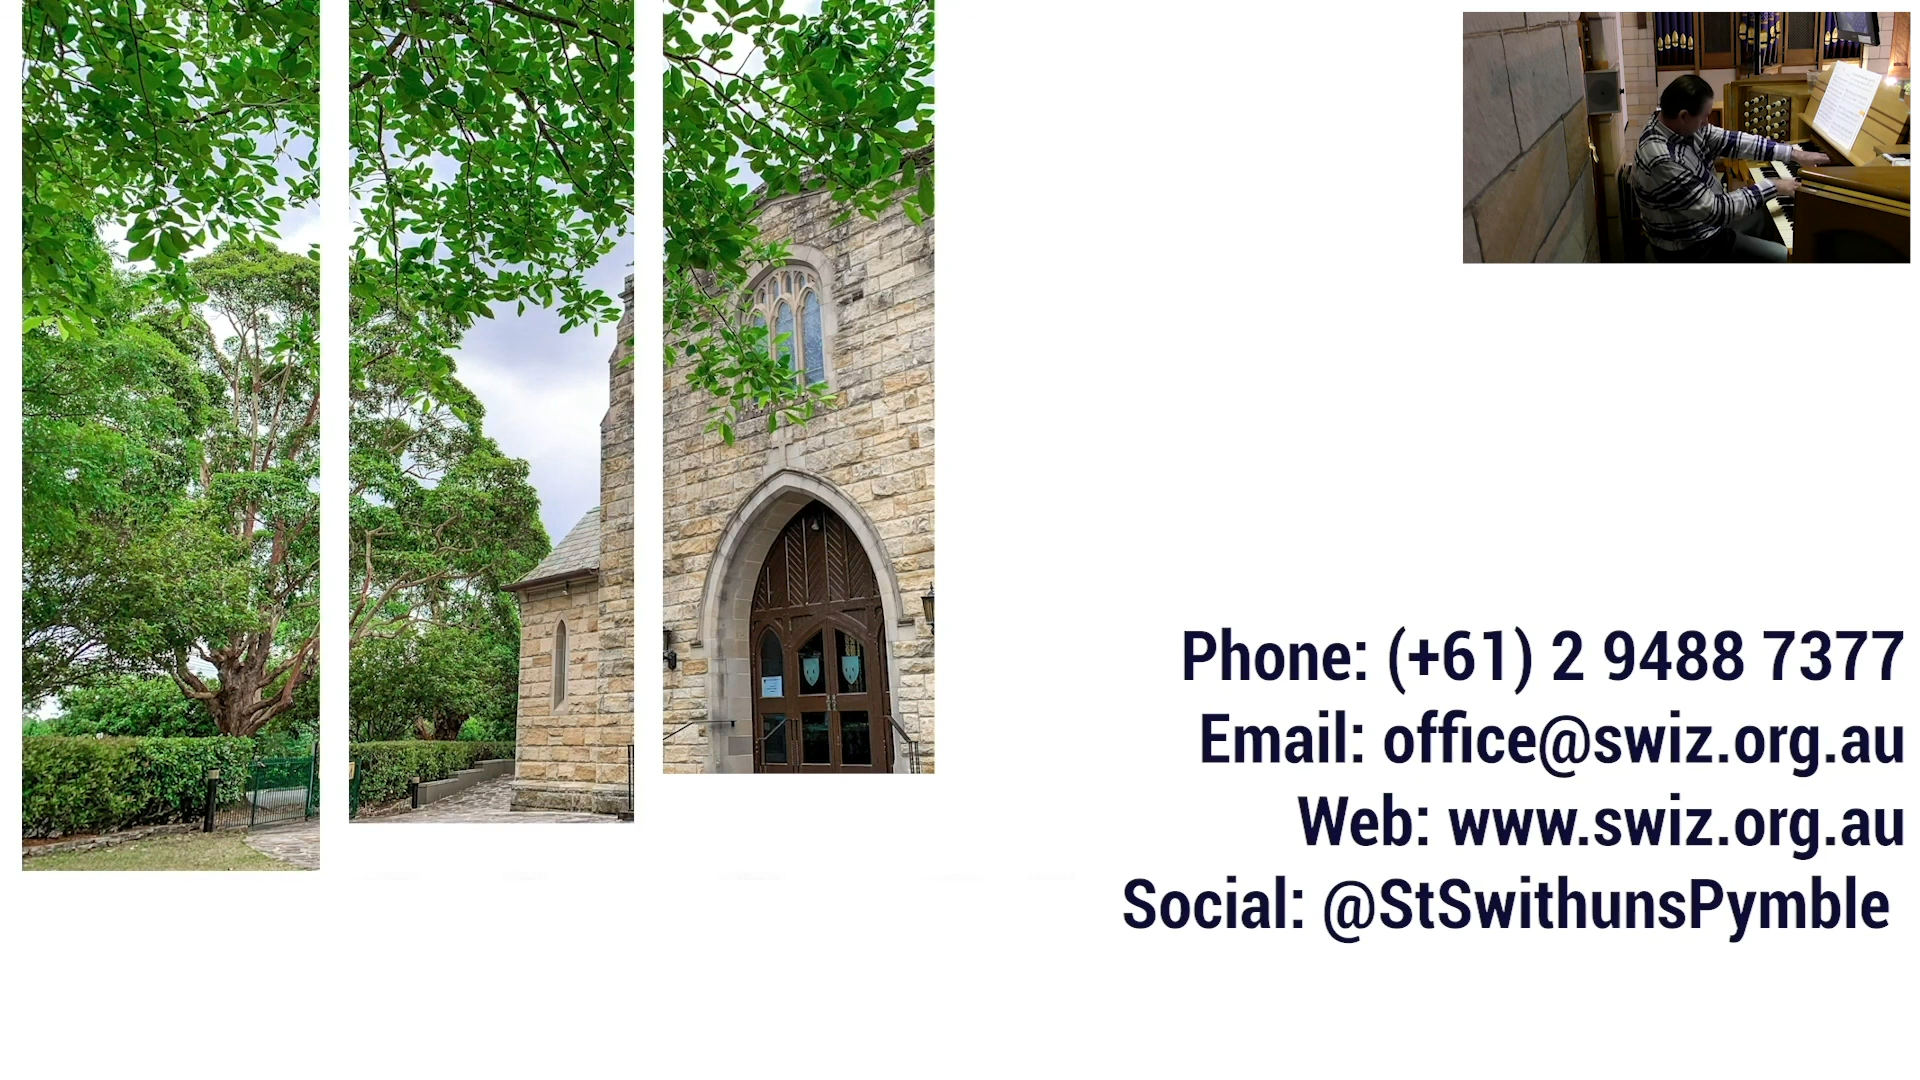 Phone: (+61) 2 9488 7377
Email: office@swiz.org.au
Web: www.swiz.org.au
Social: @StSwithunsPymble